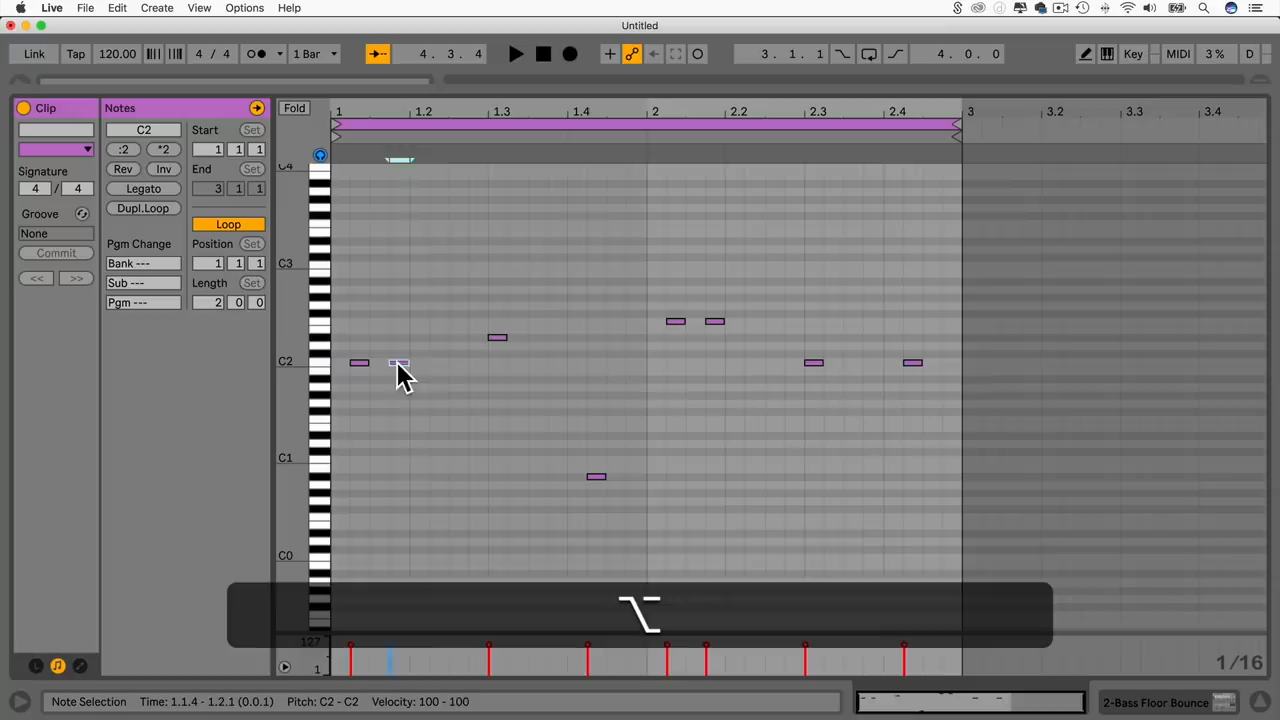 Live File Edit Create View Options Help
Untitled
Link Tap 120.00 4 / 4 1 Bar 4. 3. 4 3. 1. 1 4. 0. 0 Key MIDI 3 % D
Clip Notes Fold 1 1.2 1.3 1.4 2 2.2 2.3 2.4 3 3.2 3.3 3.4
C2 Start Set
:2 *2 1 1 1
Rev Inv End Set
Signature C4
4 / 4 Legato 3 1 1
Dupl.Loop
Groove Loop
None
Commit Pgm Change Position Set
Bank --- 1 1 1 C3
<< >> Sub --- Length Set
Pgm --- 2 0 0
C2
C1
C0
⌥
127
1
1/16
Note Selection Time: 1.1.4 - 1.2.1 (0.0.1) Pitch: C2 - C2 Velocity: 100 - 100 2-Bass Floor Bounce